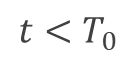 t < T₀